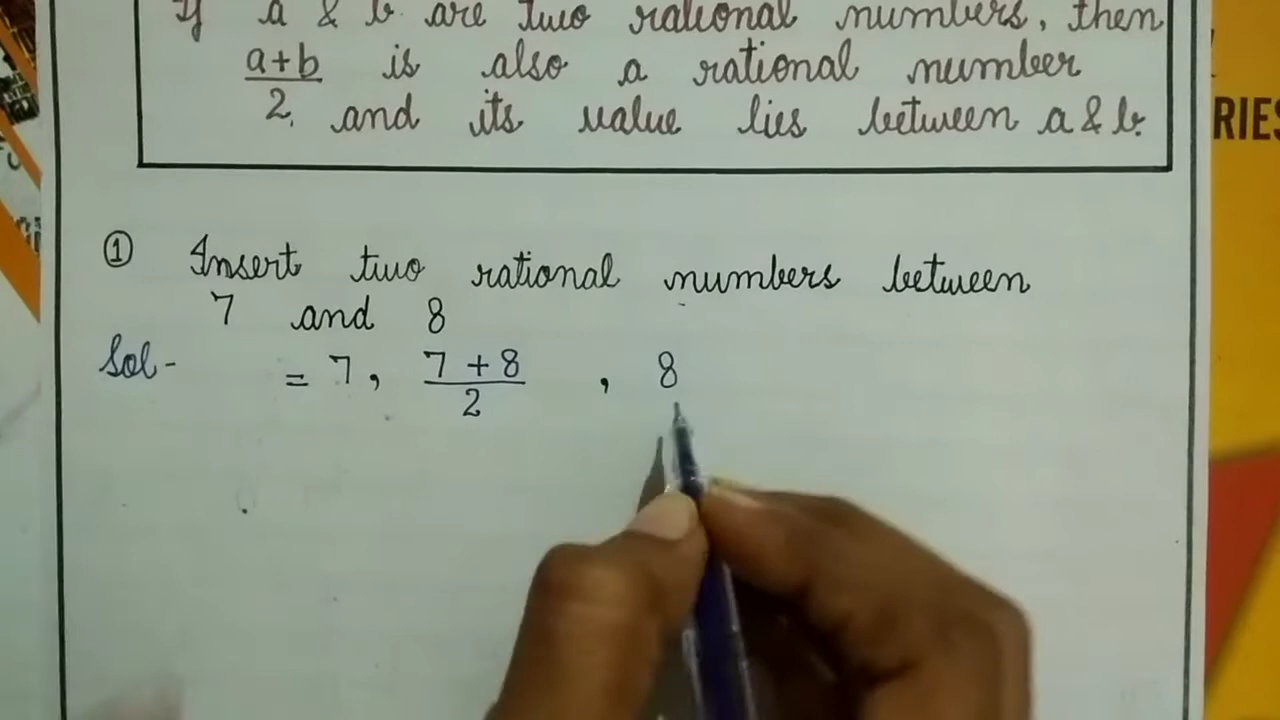 If a & b are two rational numbers, then
a+b
2
is also a rational number
and its value lies between a & b.
RIES
① Insert two rational numbers between
7 and 8
Sol-
= 7, 7 + 8 , 8
2